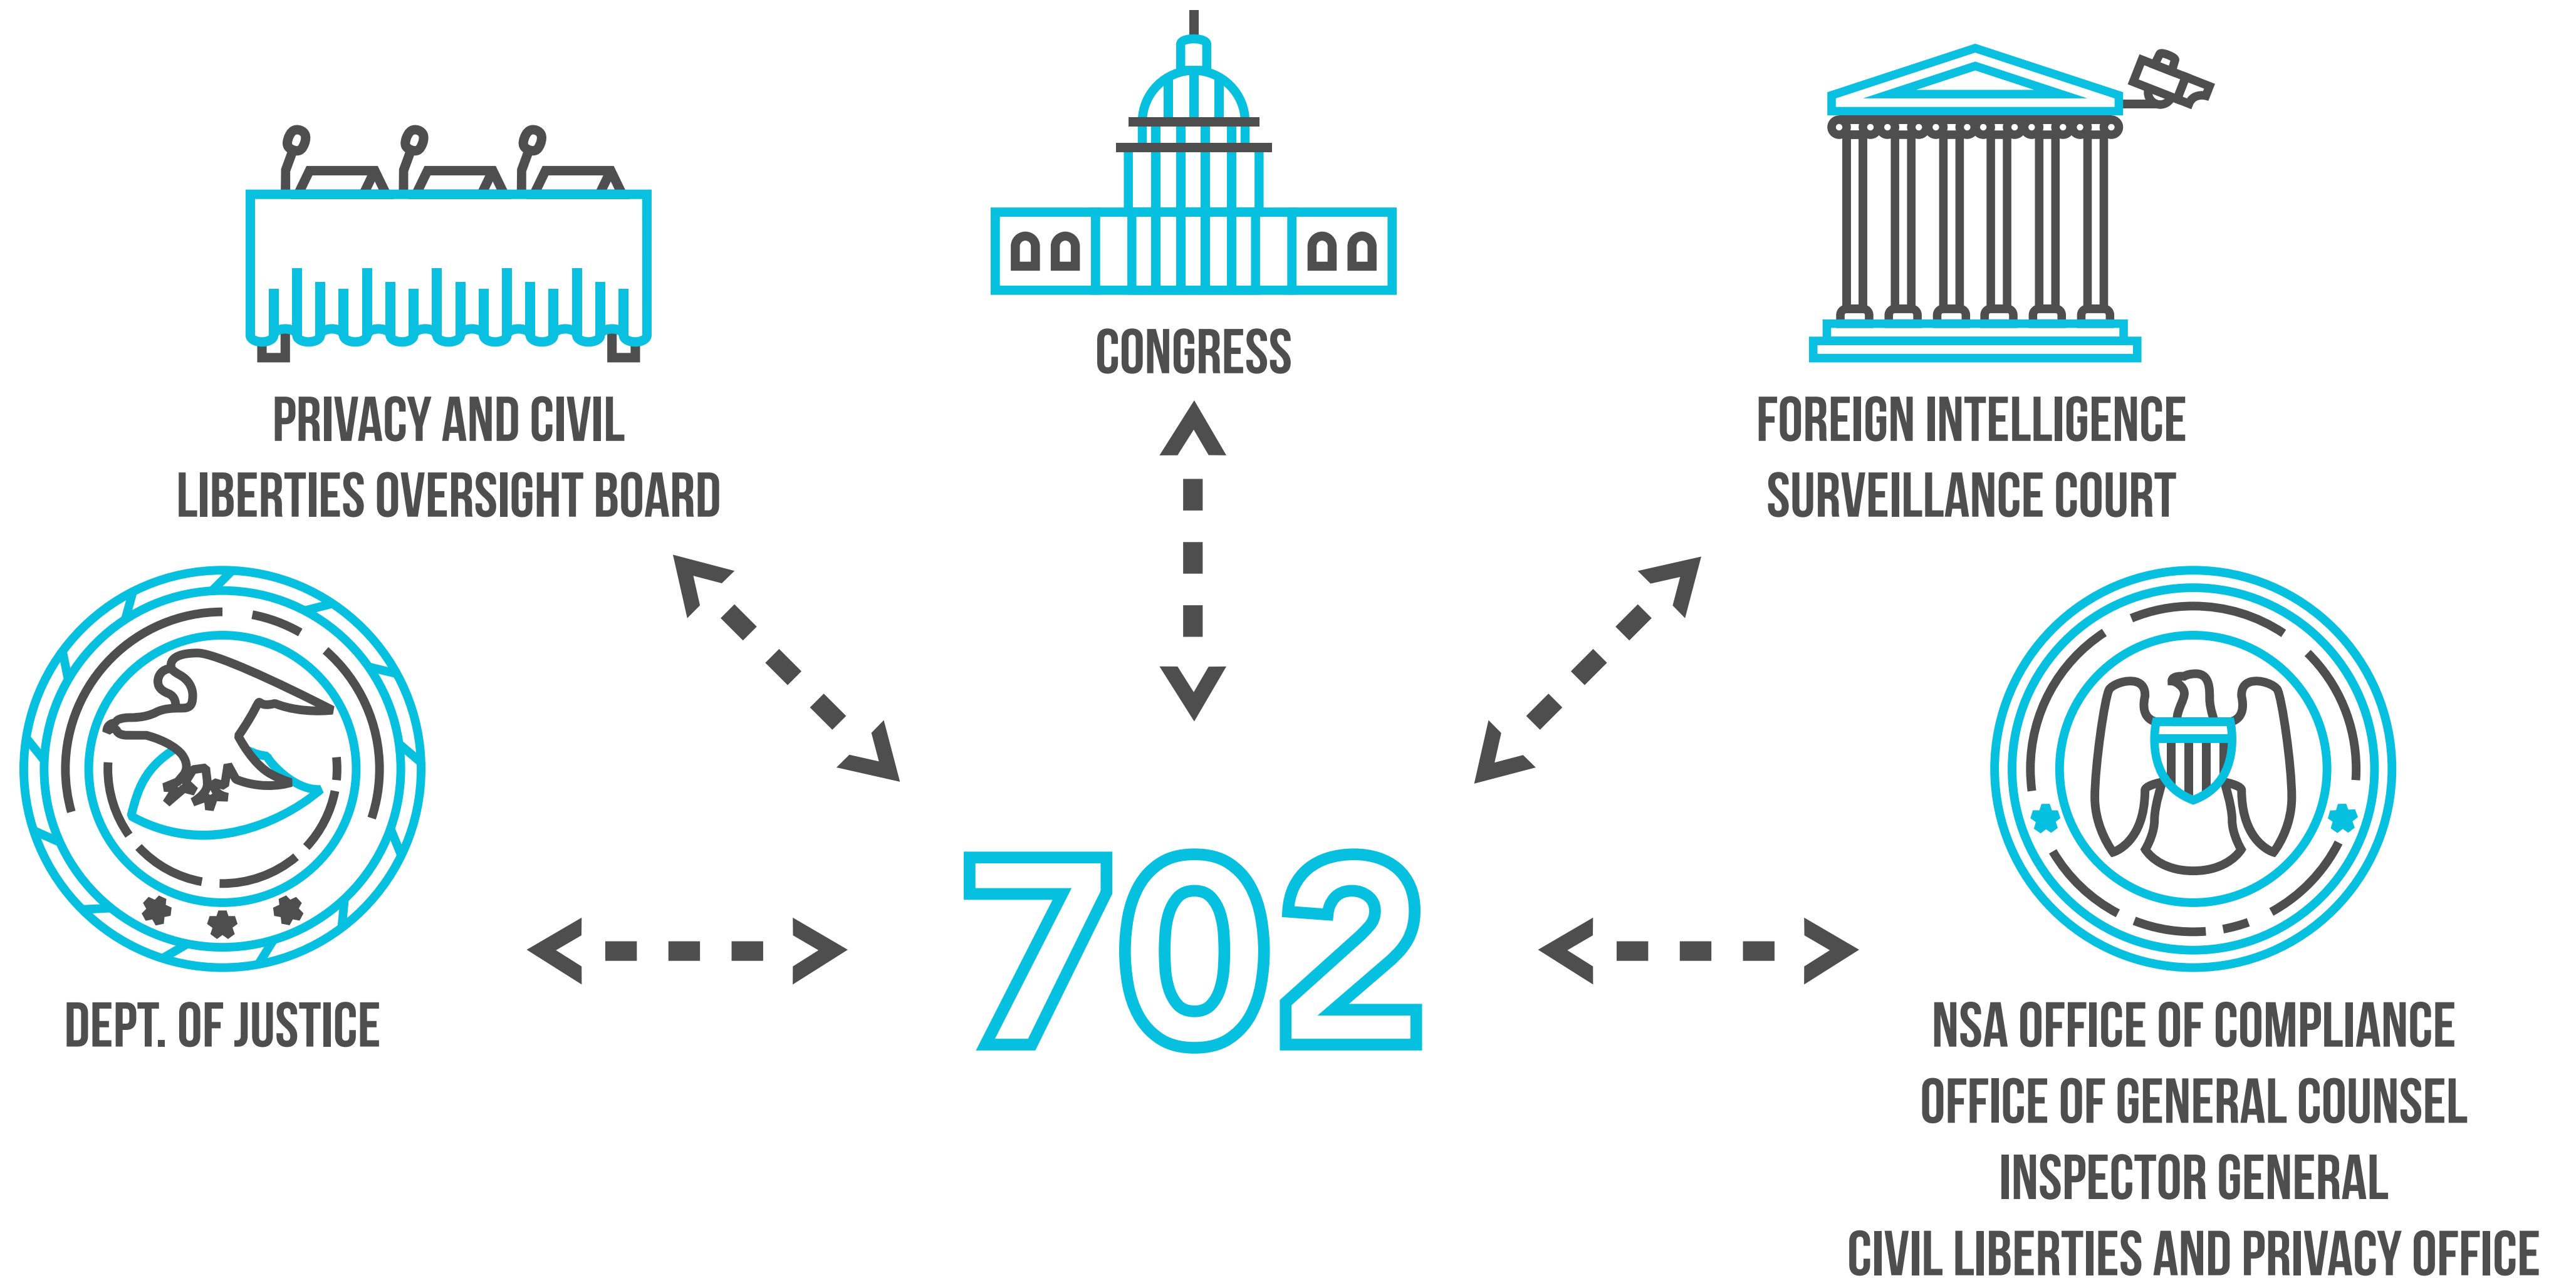 CONGRESS
PRIVACY AND CIVIL
LIBERTIES OVERSIGHT BOARD
FOREIGN INTELLIGENCE
SURVEILLANCE COURT
DEPT. OF JUSTICE
702
NSA OFFICE OF COMPLIANCE
OFFICE OF GENERAL COUNSEL
INSPECTOR GENERAL
CIVIL LIBERTIES AND PRIVACY OFFICE